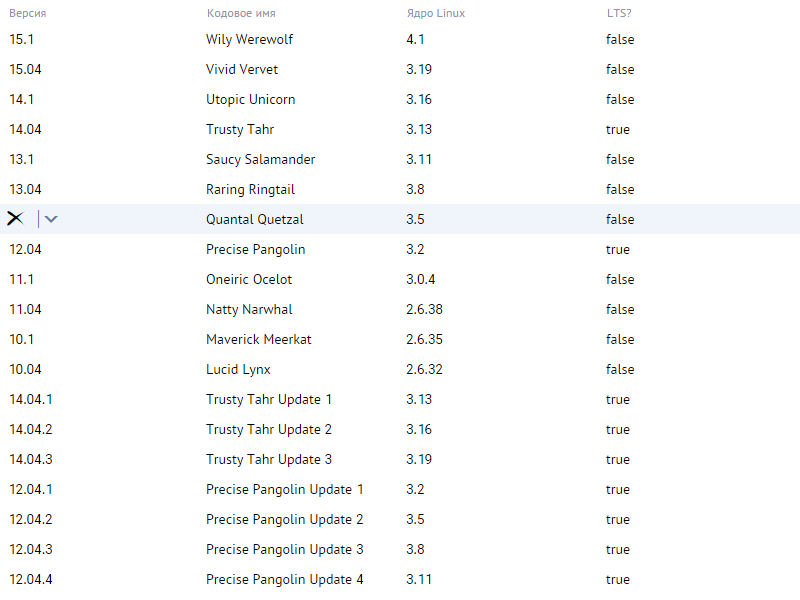 Версия Кодовое имя Ядро Linux LTS?
15.1 Wily Werewolf 4.1 false
15.04 Vivid Vervet 3.19 false
14.1 Utopic Unicorn 3.16 false
14.04 Trusty Tahr 3.13 true
13.1 Saucy Salamander 3.11 false
13.04 Raring Ringtail 3.8 false
Quantal Quetzal 3.5 false
12.04 Precise Pangolin 3.2 true
11.1 Oneiric Ocelot 3.0.4 false
11.04 Natty Narwhal 2.6.38 false
10.1 Maverick Meerkat 2.6.35 false
10.04 Lucid Lynx 2.6.32 false
14.04.1 Trusty Tahr Update 1 3.13 true
14.04.2 Trusty Tahr Update 2 3.16 true
14.04.3 Trusty Tahr Update 3 3.19 true
12.04.1 Precise Pangolin Update 1 3.2 true
12.04.2 Precise Pangolin Update 2 3.5 true
12.04.3 Precise Pangolin Update 3 3.8 true
12.04.4 Precise Pangolin Update 4 3.11 true